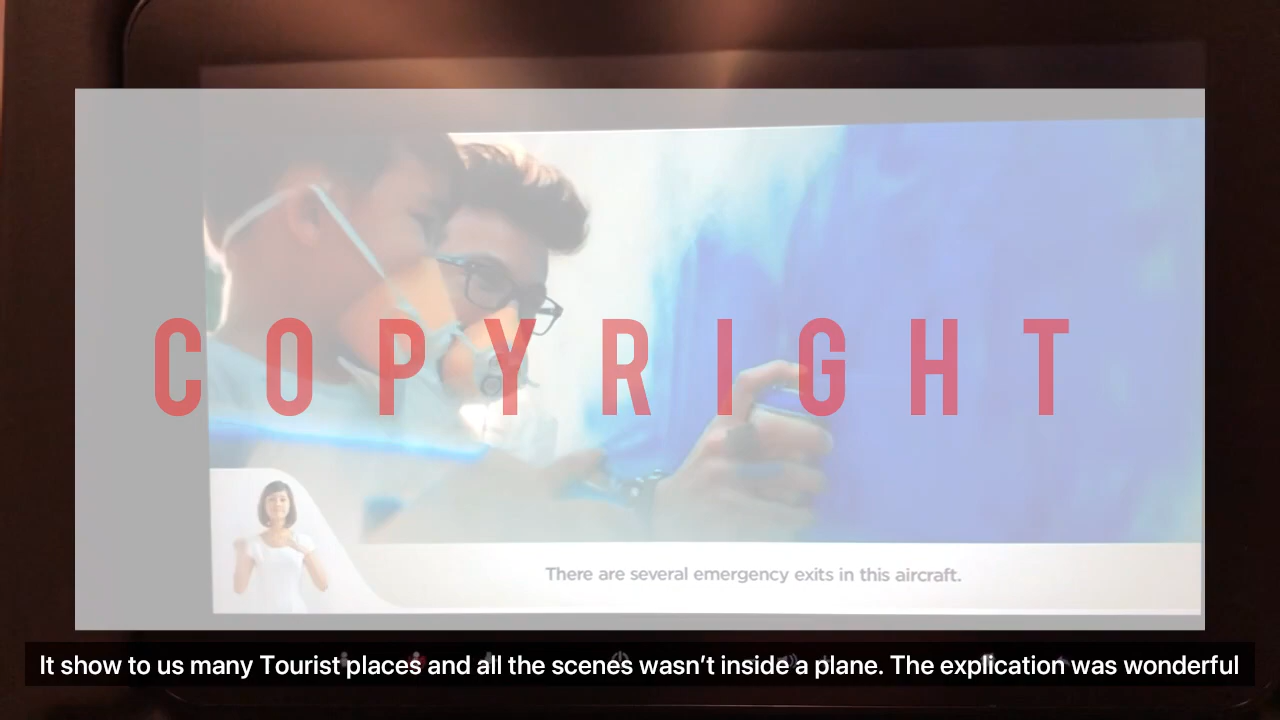 COPYRIGHT
There are several emergency exits in this aircraft.
It show to us many Tourist places and all the scenes wasn't inside a plane. The explication was wonderful